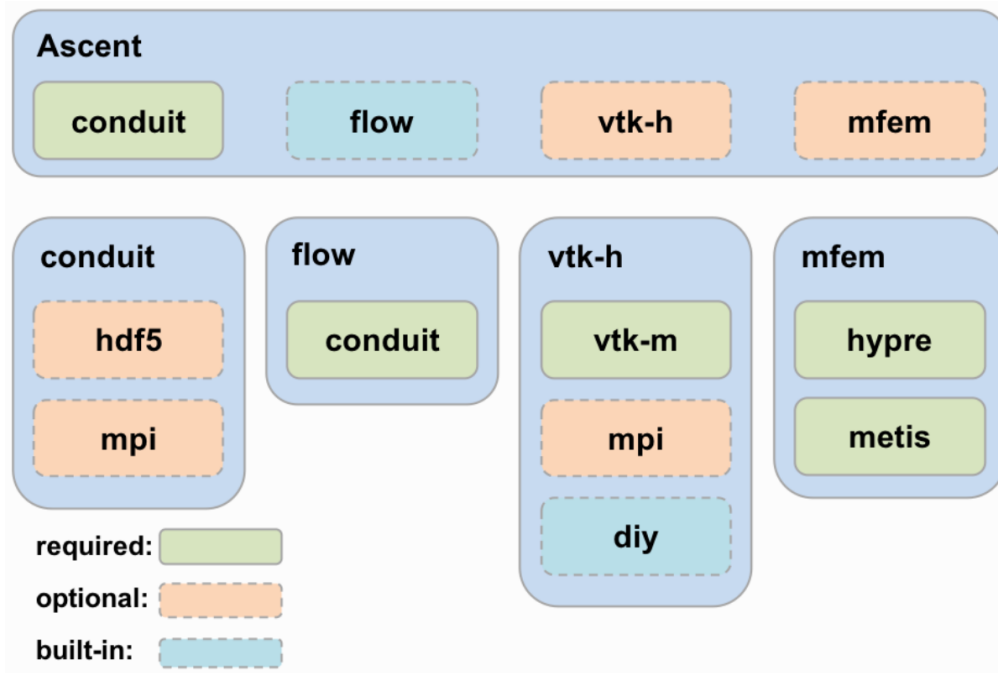 Ascent
conduit
flow
vtk-h
mfem
conduit
hdf5
mpi
flow
conduit
vtk-h
vtk-m
mpi
diy
mfem
hypre
metis
required:
optional:
built-in: